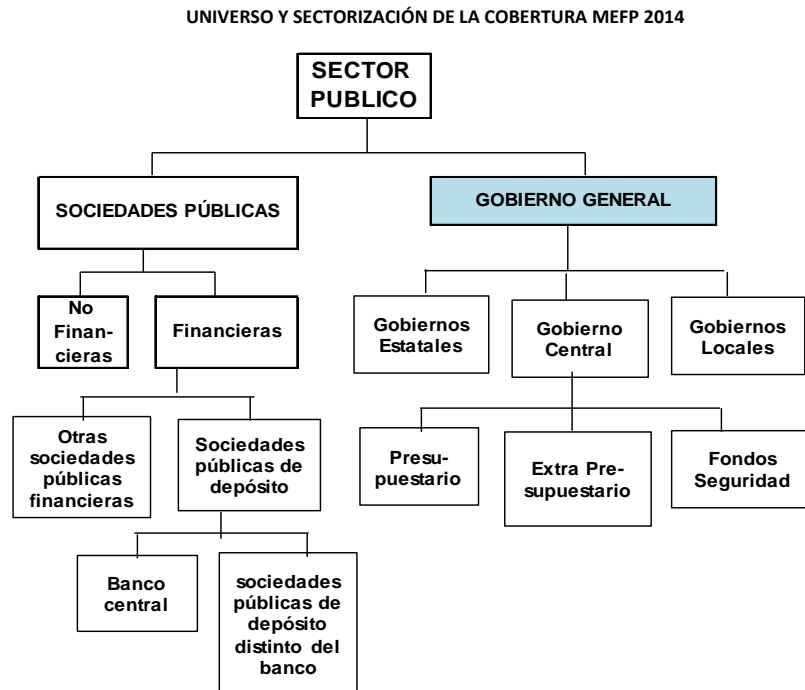 UNIVERSO Y SECTORIZACIÓN DE LA COBERTURA MEFP 2014
SECTOR
PUBLICO
SOCIEDADES PÚBLICAS
GOBIERNO GENERAL
No
Finan-
cieras
Financieras
Gobiernos
Estatales
Gobierno
Central
Gobiernos
Locales
Otras
sociedades
públicas
financieras
Sociedades
públicas de
depósito
Presu-
puestario
Extra Pre-
supuestario
Fondos
Seguridad
Banco
central
sociedades
públicas de
depósito
distinto del
banco